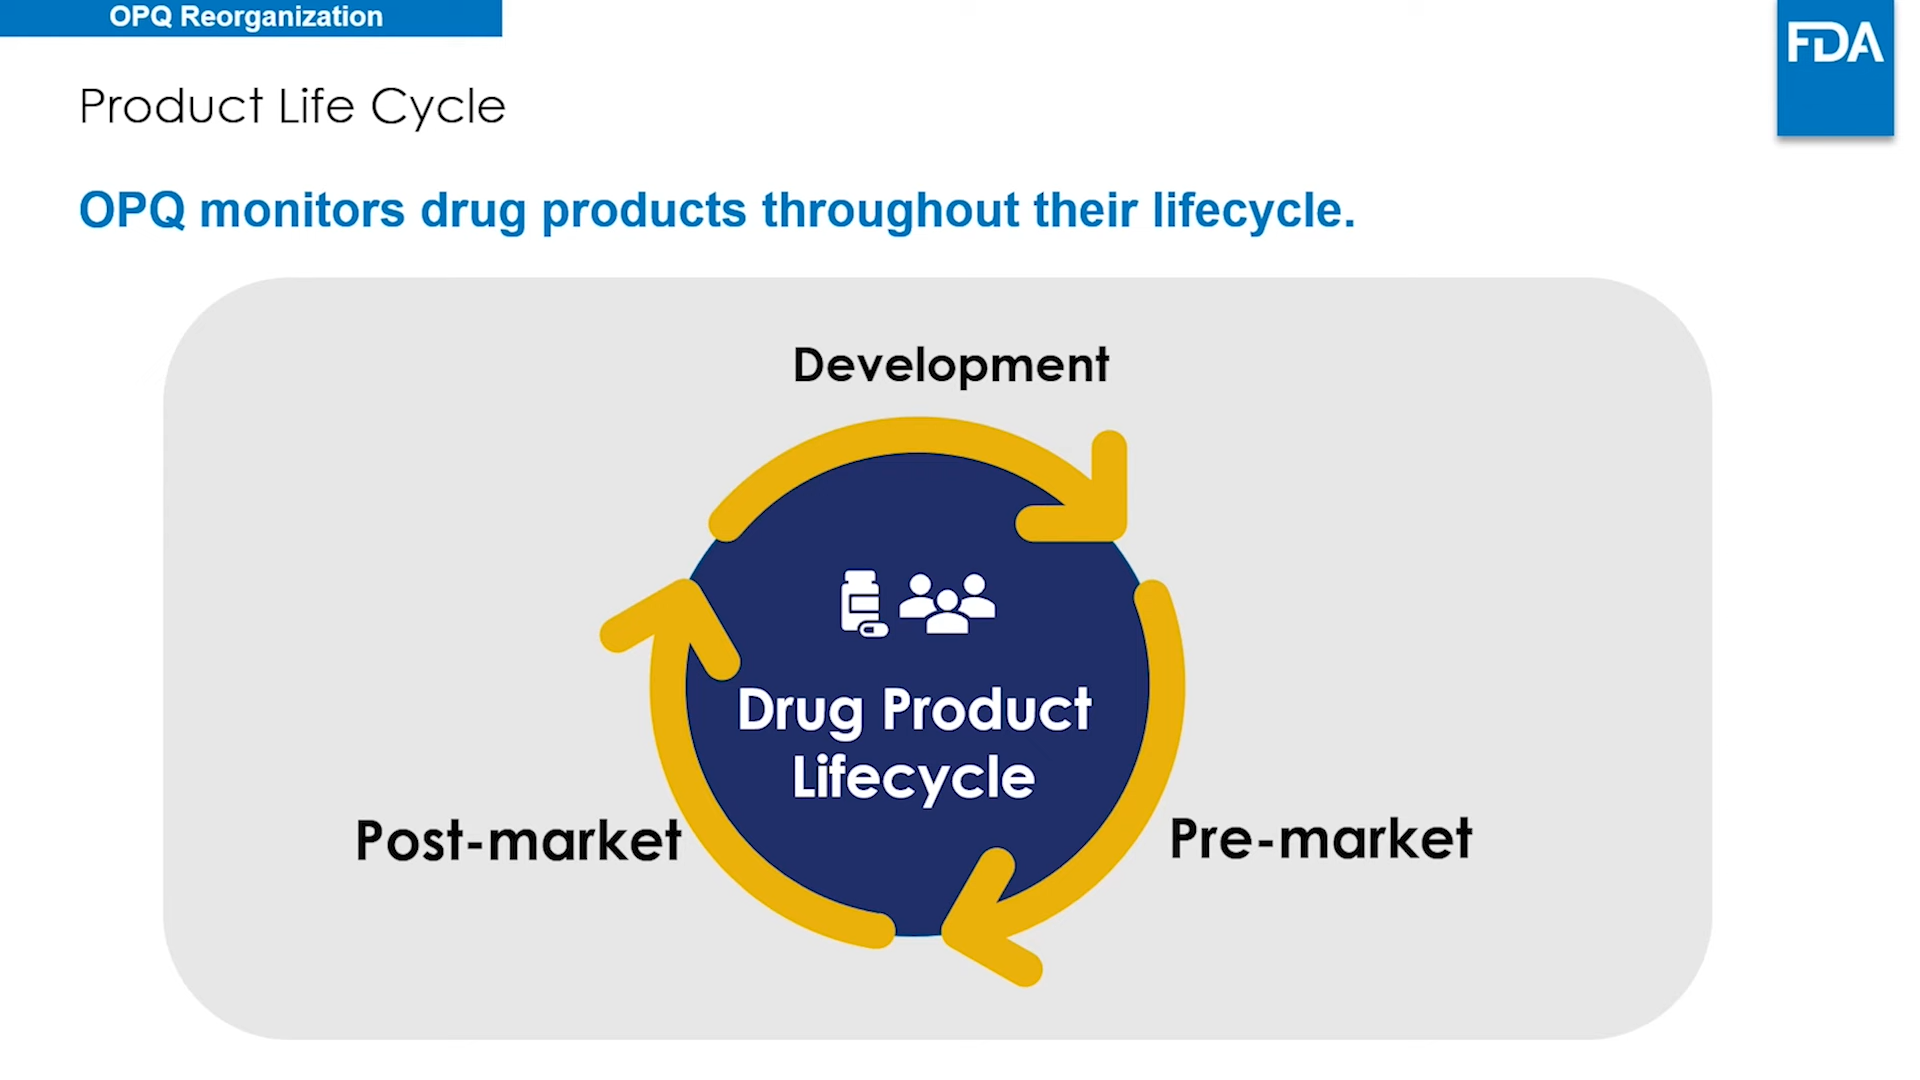 OPQ Reorganization
FDA
Product Life Cycle
OPQ monitors drug products throughout their lifecycle.
Development
Drug Product
Lifecycle
Post-market
Pre-market